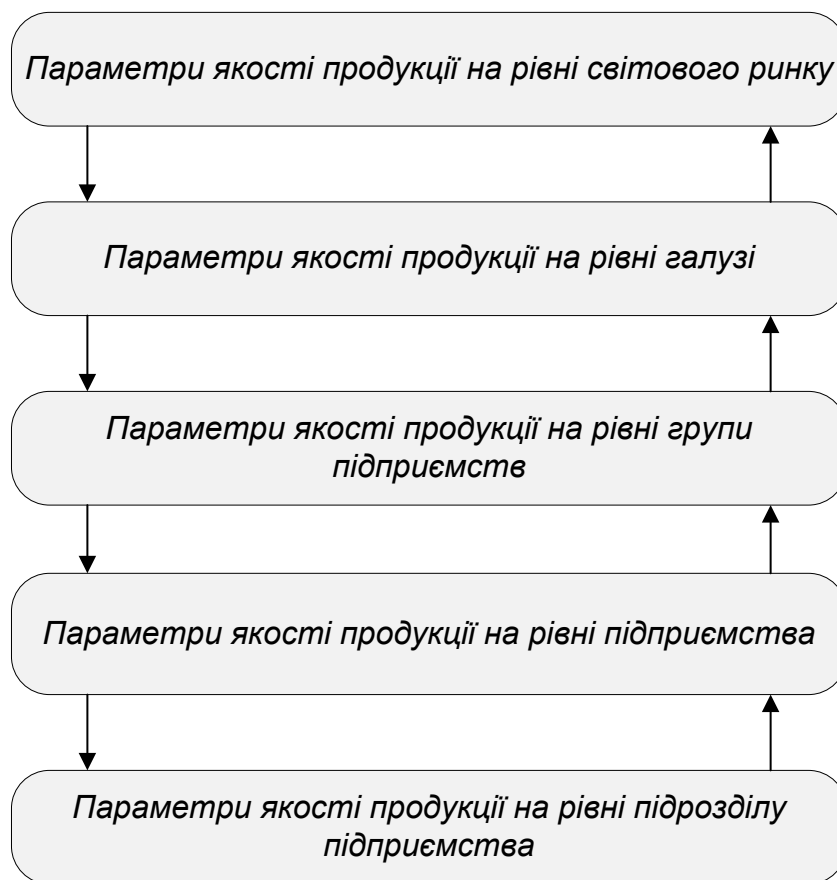 Параметри якості продукції на рівні світового ринку
Параметри якості продукції на рівні галузі
Параметри якості продукції на рівні групи
підприємств
Параметри якості продукції на рівні підприємства
Параметри якості продукції на рівні підрозділу
підприємства